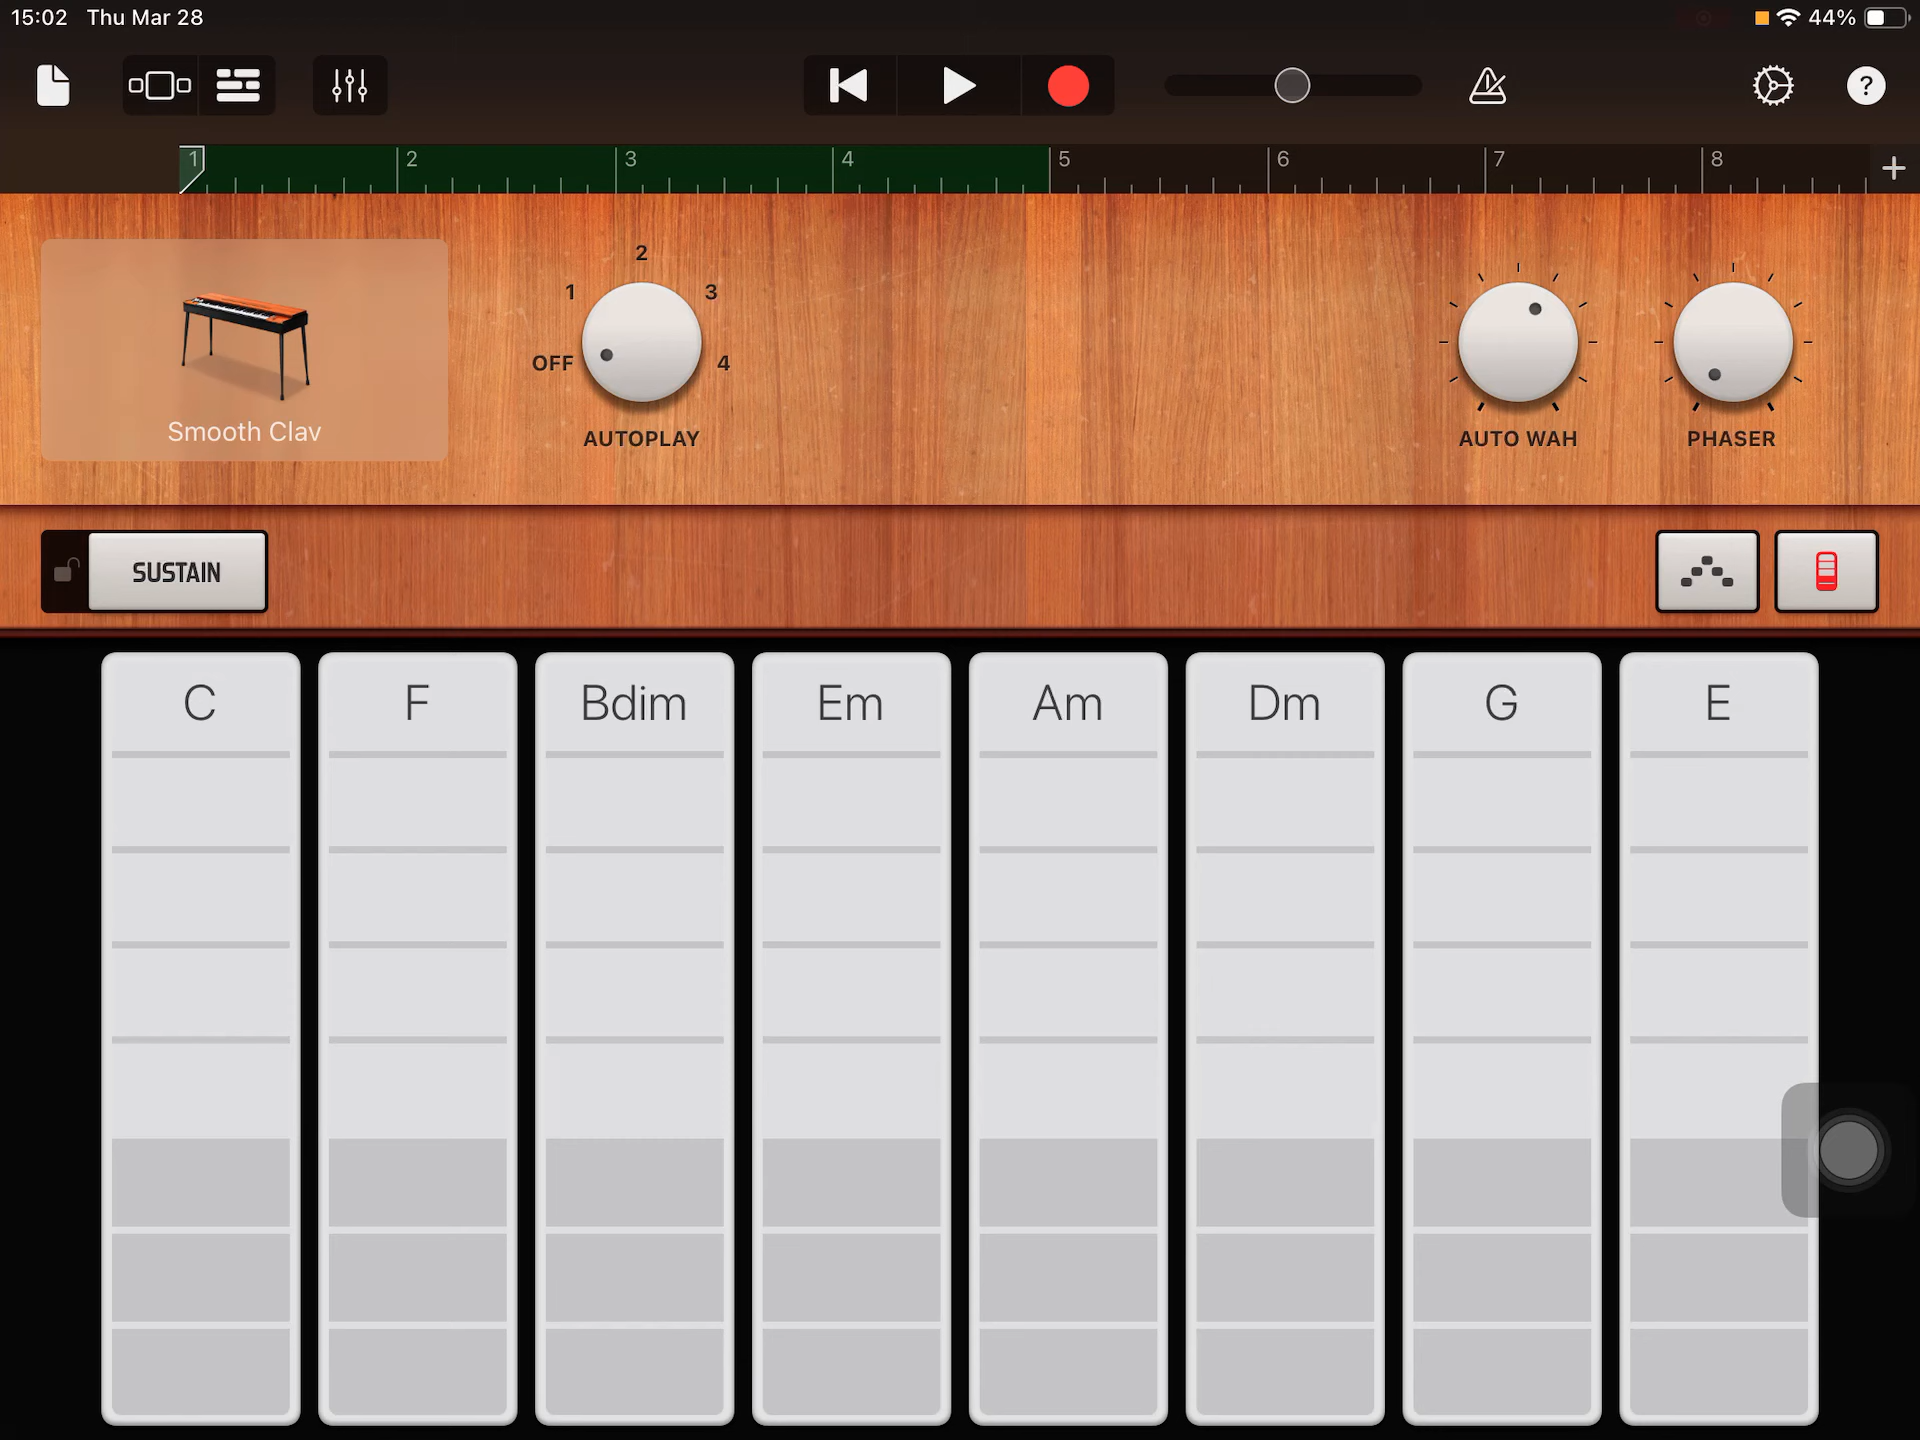 15:02 Thu Mar 28 44%
?
1 2 3 4 5 6 7 8 +
2
1 3
OFF 4
Smooth Clav AUTOPLAY AUTO WAH PHASER
SUSTAIN
C F Bdim Em Am Dm G E